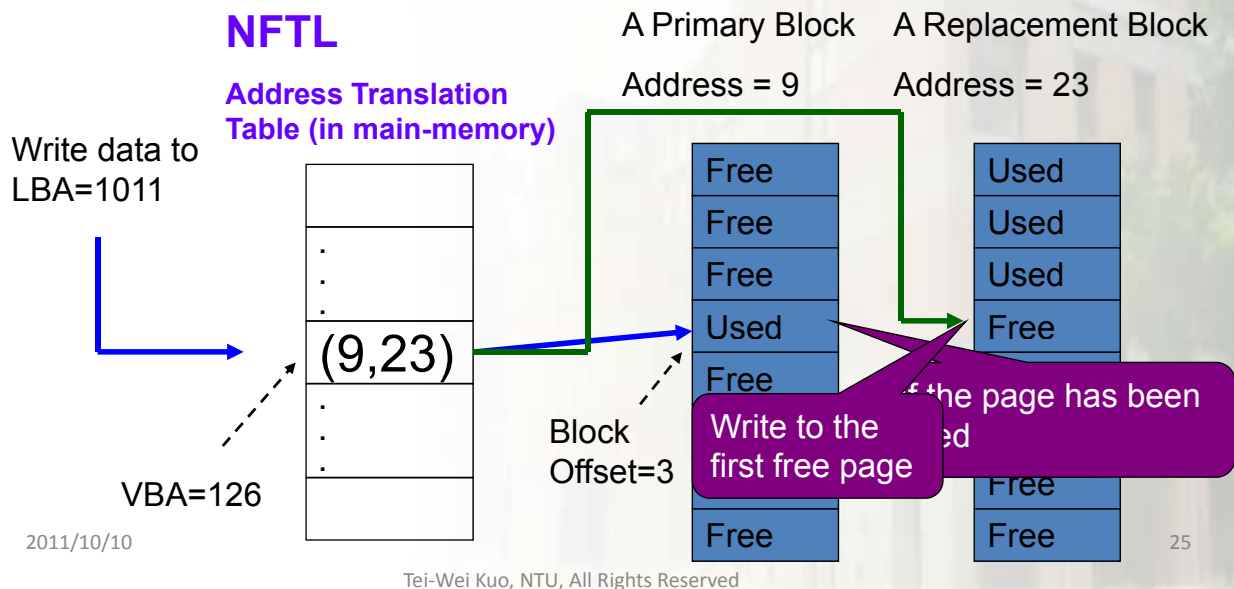 NFTL
Address Translation
Table (in main-memory)
A Primary Block
A Replacement Block
Address = 9
Address = 23
Write data to
LBA=1011
.
.
.
(9,23)
.
.
.
VBA=126
Block
Offset=3
Free
Free
Free
Used
Free
Free
Used
Used
Used
Free
Free
Free
Write to the
first free page
the page has been
2011/10/10
25
Tei-Wei Kuo, NTU, All Rights Reserved